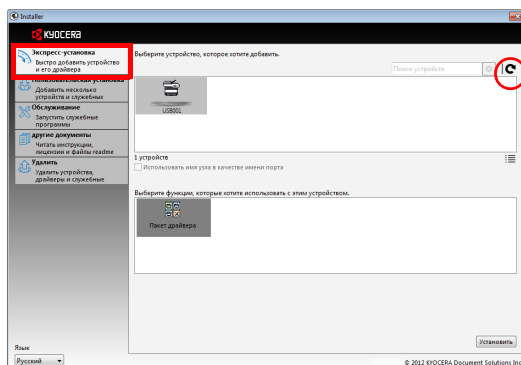 Installer
KYOCERA
Экспресс-установка
Быстро добавить устройство
и его драйвера
Пользовательская установка
Добавить несколько
устройств и служебных
Обслуживание
Запустить служебные
программы
другие документы
Читать инструкции,
лицензии и файлы readme
Удалить
Удалить устройства,
драйверы и служебные
Язык
Русский
Выберите устройство, которое хотите добавить.
Поиск устройств
USB001
1 устройств
Использовать имя узла в качестве имени порта
Выберите функции, которые хотите использовать с этим устройством.
Пакет драйвера
Установить
© 2012 KYOCERA Document Solutions Inc